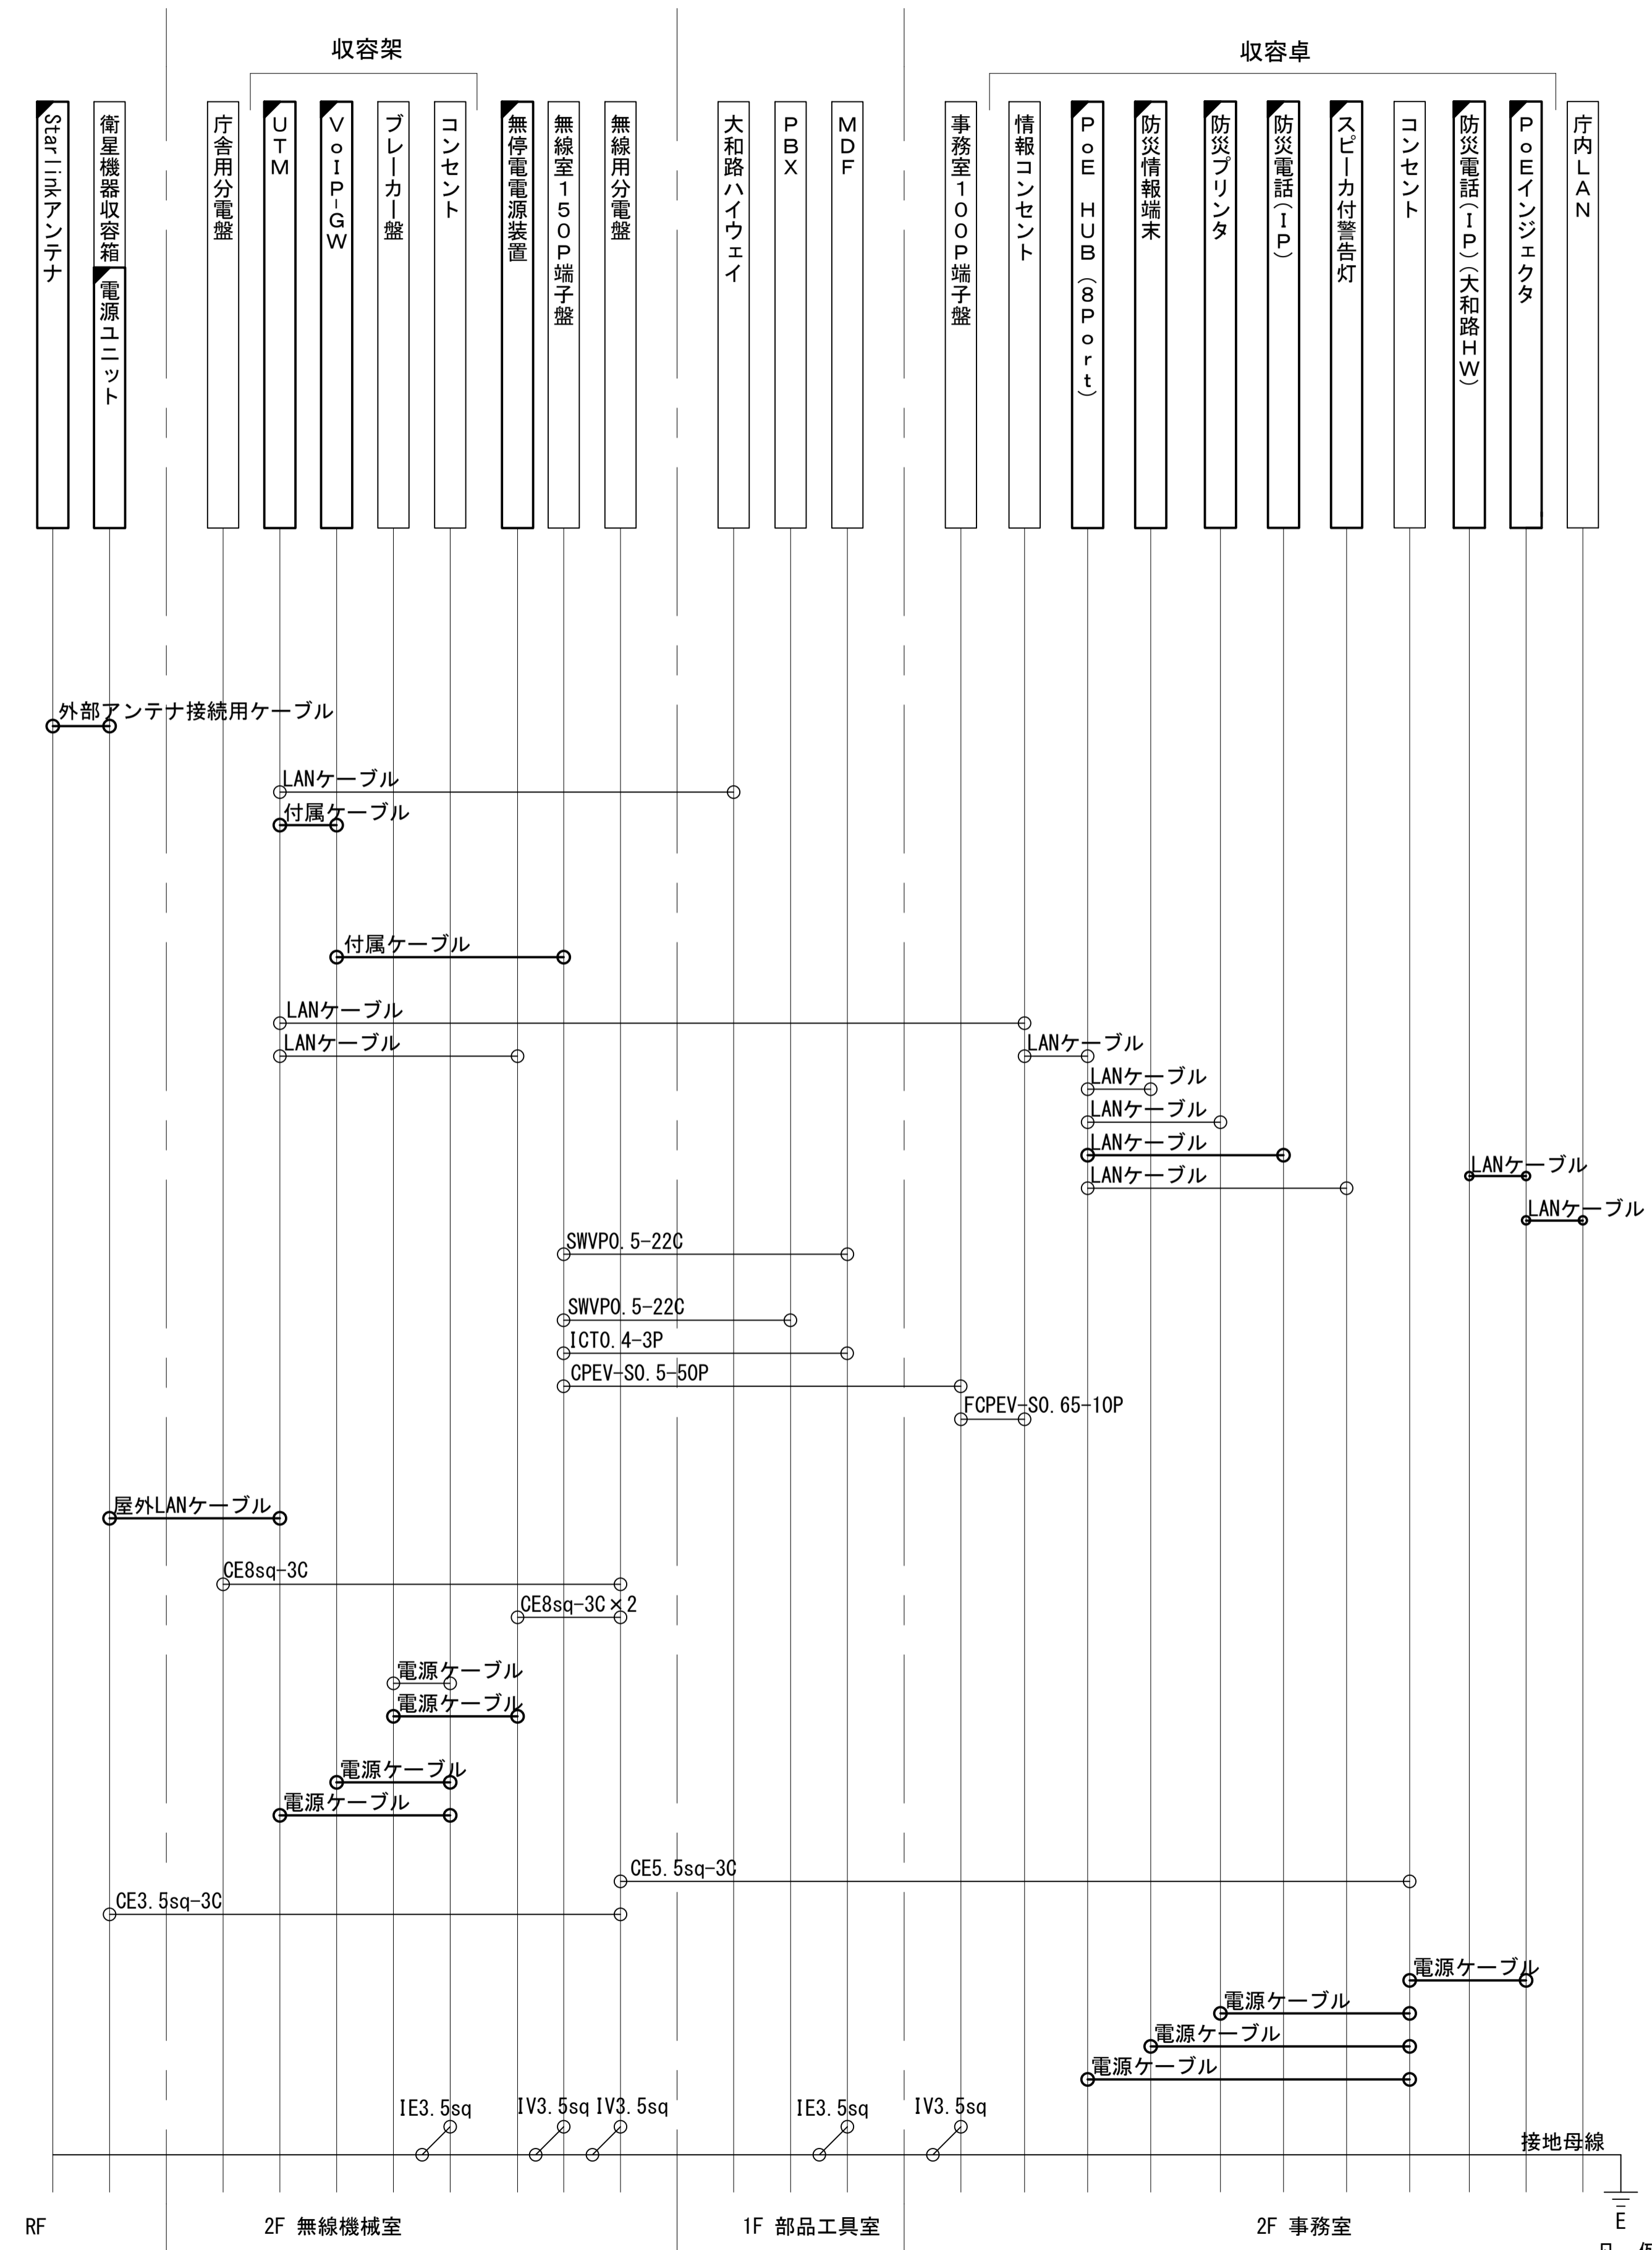 収容架
収容卓
Starlinkアンテナ
衛星機器収容箱
電源ユニット
庁舎用分電盤
UTM
VoIP-GW
ブレーカー盤
コンセント
無停電電源装置
無線室150P端子盤
無線用分電盤
大和路ハイウェイ
PBX
MDF
事務室100P端子盤
情報コンセント
PoE HUB(8Port)
防災情報端末
防災プリンタ
防災電話(IP)
スピーカ付警告灯
コンセント
防災電話(IP)(大和路HW)
PoEインジェクタ
庁内LAN
外部アンテナ接続用ケーブル
LANケーブル
付属ケーブル
付属ケーブル
LANケーブル
LANケーブル
LANケーブル
LANケーブル
LANケーブル
LANケーブル
LANケーブル
LANケーブル
LANケーブル
SWVP0.5-22C
SWVP0.5-22C
ICT0.4-3P
CPEV-S0.5-50P
FCPEV-S0.65-10P
屋外LANケーブル
CE8sq-3C
CE8sq-3C×2
電源ケーブル
電源ケーブル
電源ケーブル
電源ケーブル
CE5.5sq-3C
CE3.5sq-3C
電源ケーブル
電源ケーブル
電源ケーブル
電源ケーブル
IE3.5sq
IV3.5sq
IV3.5sq
IE3.5sq
IV3.5sq
接地母線
RF
2F 無線機械室
1F 部品工具室
2F 事務室
E